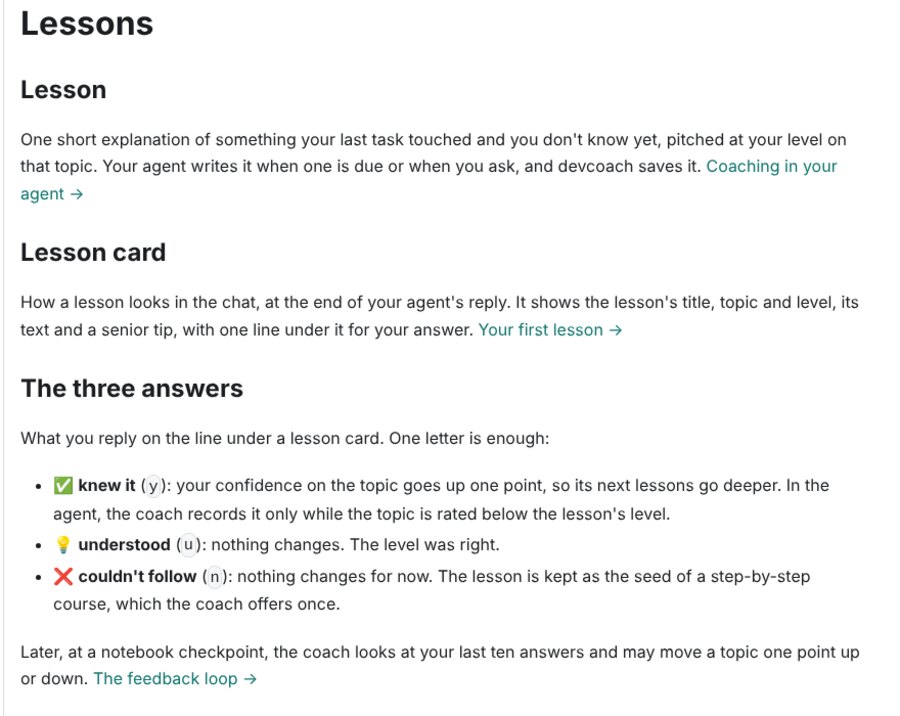 Lessons
Lesson
One short explanation of something your last task touched and you don't know yet, pitched at your level on
that topic. Your agent writes it when one is due or when you ask, and devcoach saves it. Coaching in your
agent →
Lesson card
How a lesson looks in the chat, at the end of your agent's reply. It shows the lesson's title, topic and level, its
text and a senior tip, with one line under it for your answer. Your first lesson →
The three answers
What you reply on the line under a lesson card. One letter is enough:
• ✅ knew it (y): your confidence on the topic goes up one point, so its next lessons go deeper. In the
agent, the coach records it only while the topic is rated below the lesson's level.
• 💡 understood (u): nothing changes. The level was right.
• ❌ couldn't follow (n): nothing changes for now. The lesson is kept as the seed of a step-by-step
course, which the coach offers once.
Later, at a notebook checkpoint, the coach looks at your last ten answers and may move a topic one point up
or down. The feedback loop →